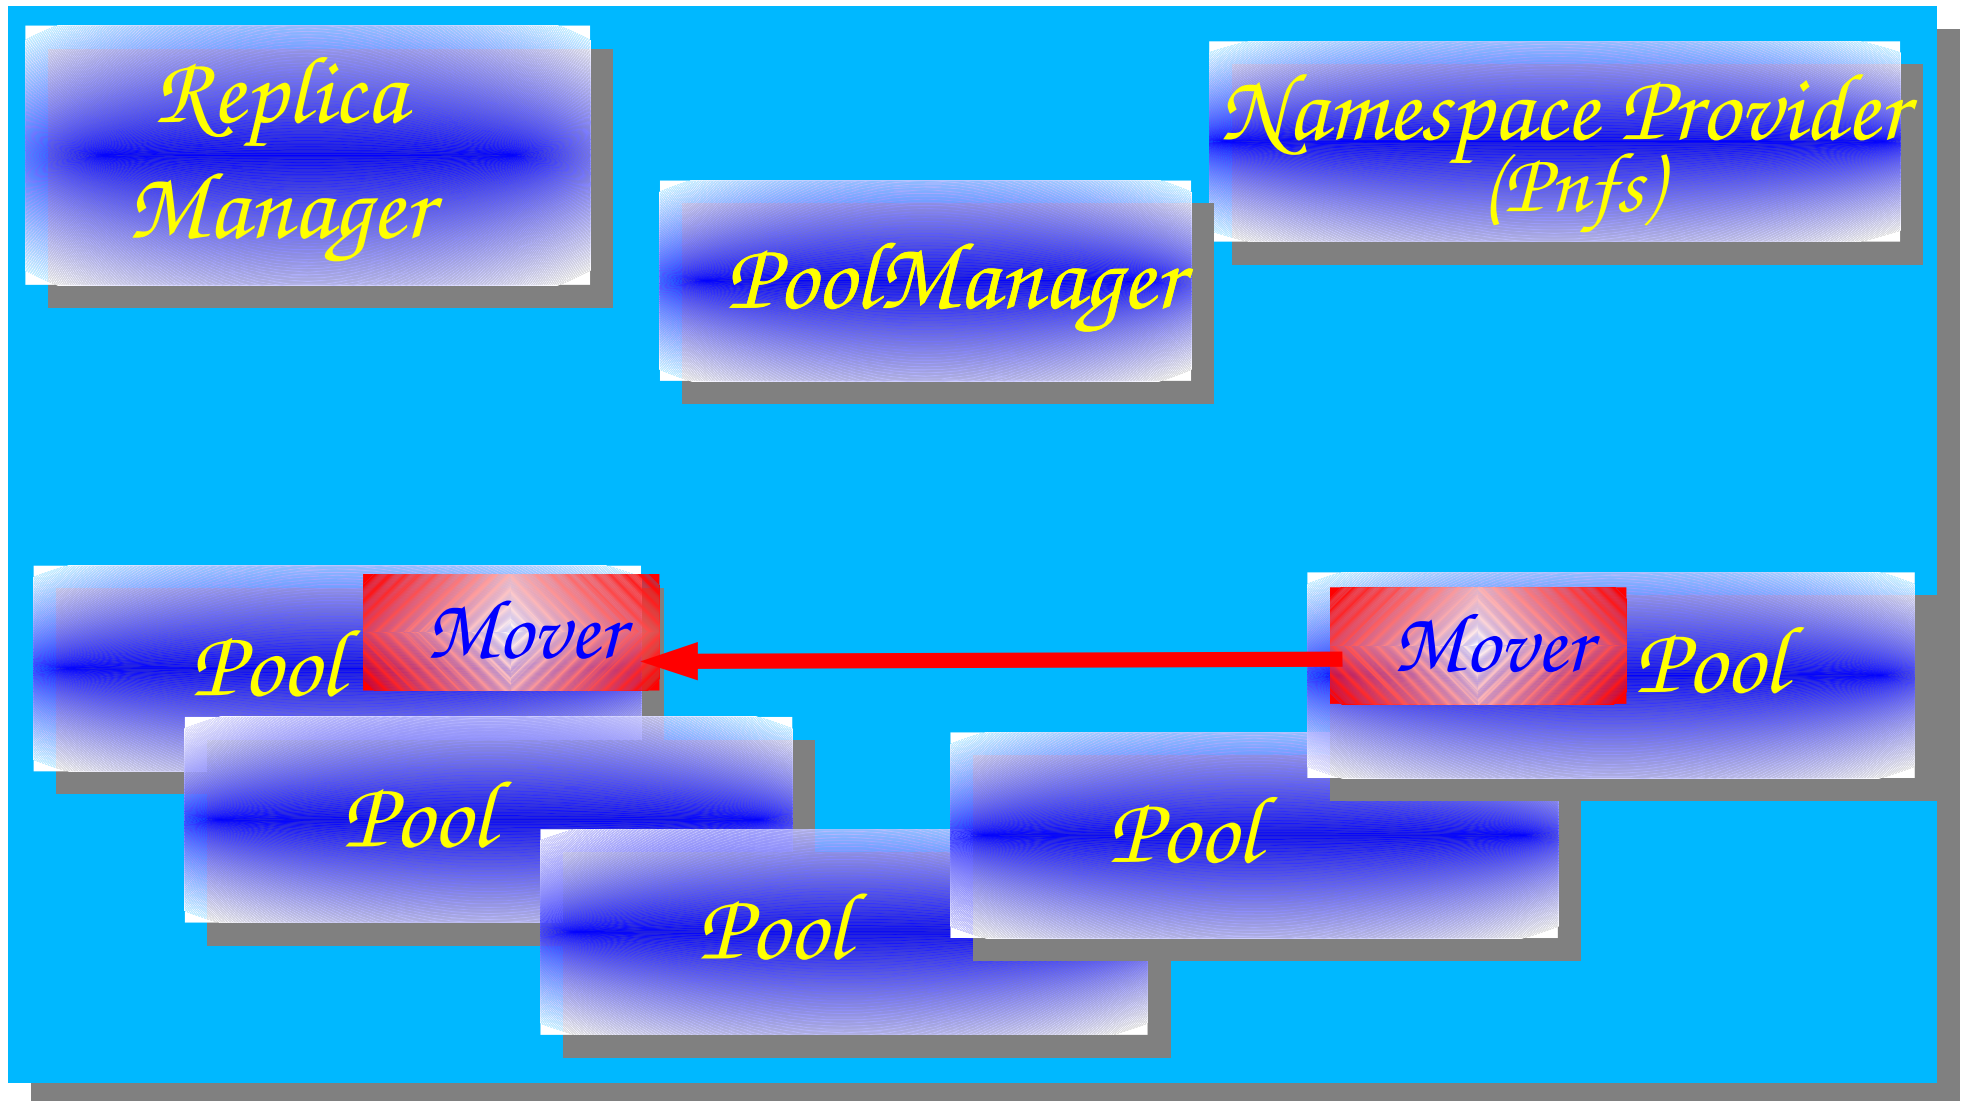 Replica
Manager
Namespace Provider
(Pnfs)
PoolManager
Pool
Mover
Mover
Pool
Pool
Pool
Pool